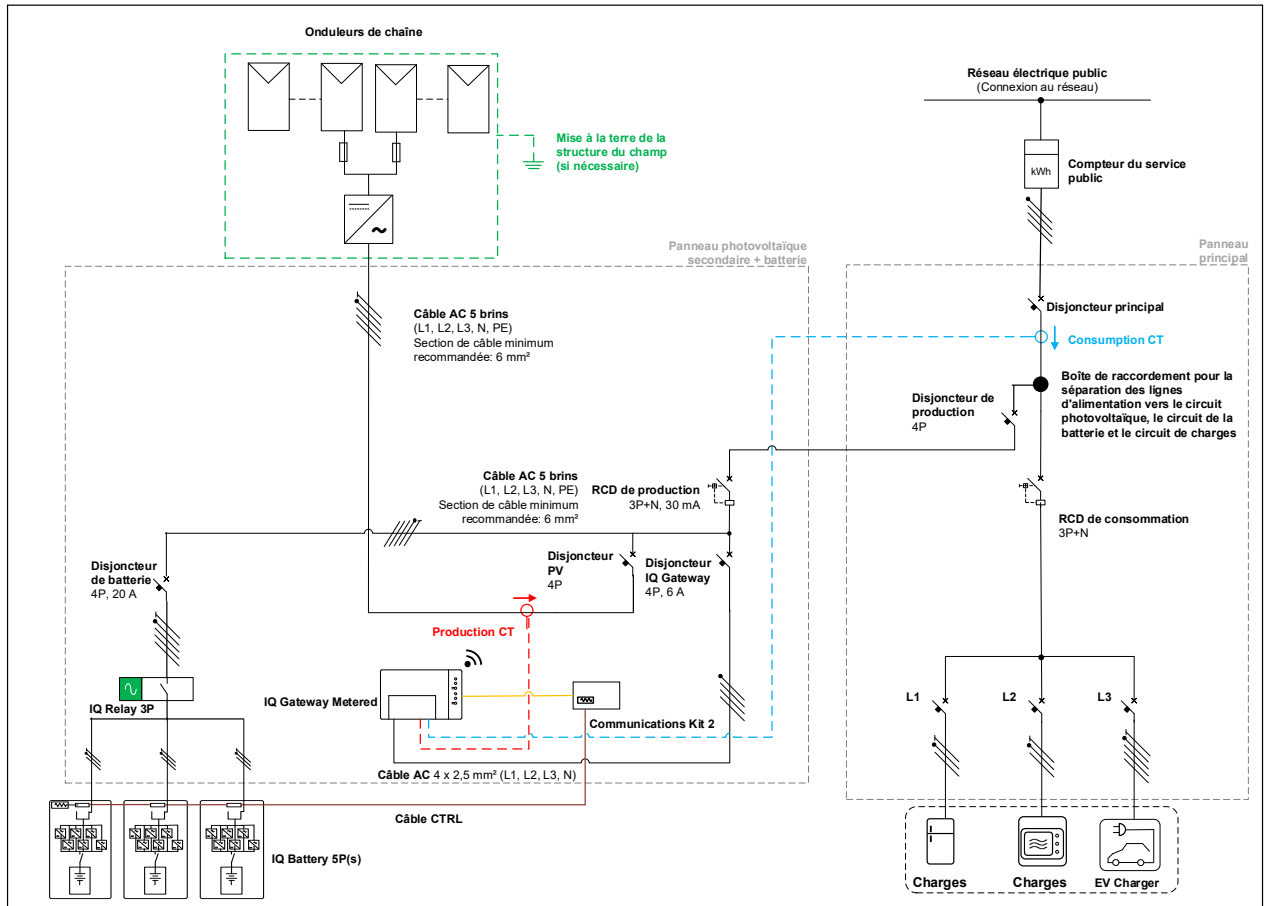 Onduleurs de chaîne
Réseau électrique public
(Connexion au réseau)
Mise à la terre de la
structure du champ
(si nécessaire)
kWh
Compteur du service
public
Panneau photovoltaïque
secondaire + batterie
Panneau
principal
Câble AC 5 brins
(L1, L2, L3, N, PE)
Section de câble minimum
recommandée: 6 mm²
Disjoncteur principal
Consumption CT
Boîte de raccordement pour la
séparation des lignes
d'alimentation vers le circuit
photovoltaïque, le circuit de la
batterie et le circuit de charges
Disjoncteur de
production
4P
Câble AC 5 brins
(L1, L2, L3, N, PE)
Section de câble minimum
recommandée: 6 mm²
RCD de production
3P+N, 30 mA
RCD de consommation
3P+N
Disjoncteur
de batterie
4P, 20 A
Disjoncteur
PV
4P
Disjoncteur
IQ Gateway
4P, 6 A
Production CT
IQ Relay 3P
IQ Gateway Metered
Communications Kit 2
L1
L2
L3
Câble AC 4 x 2,5 mm² (L1, L2, L3, N)
Câble CTRL
IQ Battery 5P(s)
Charges
Charges
EV Charger